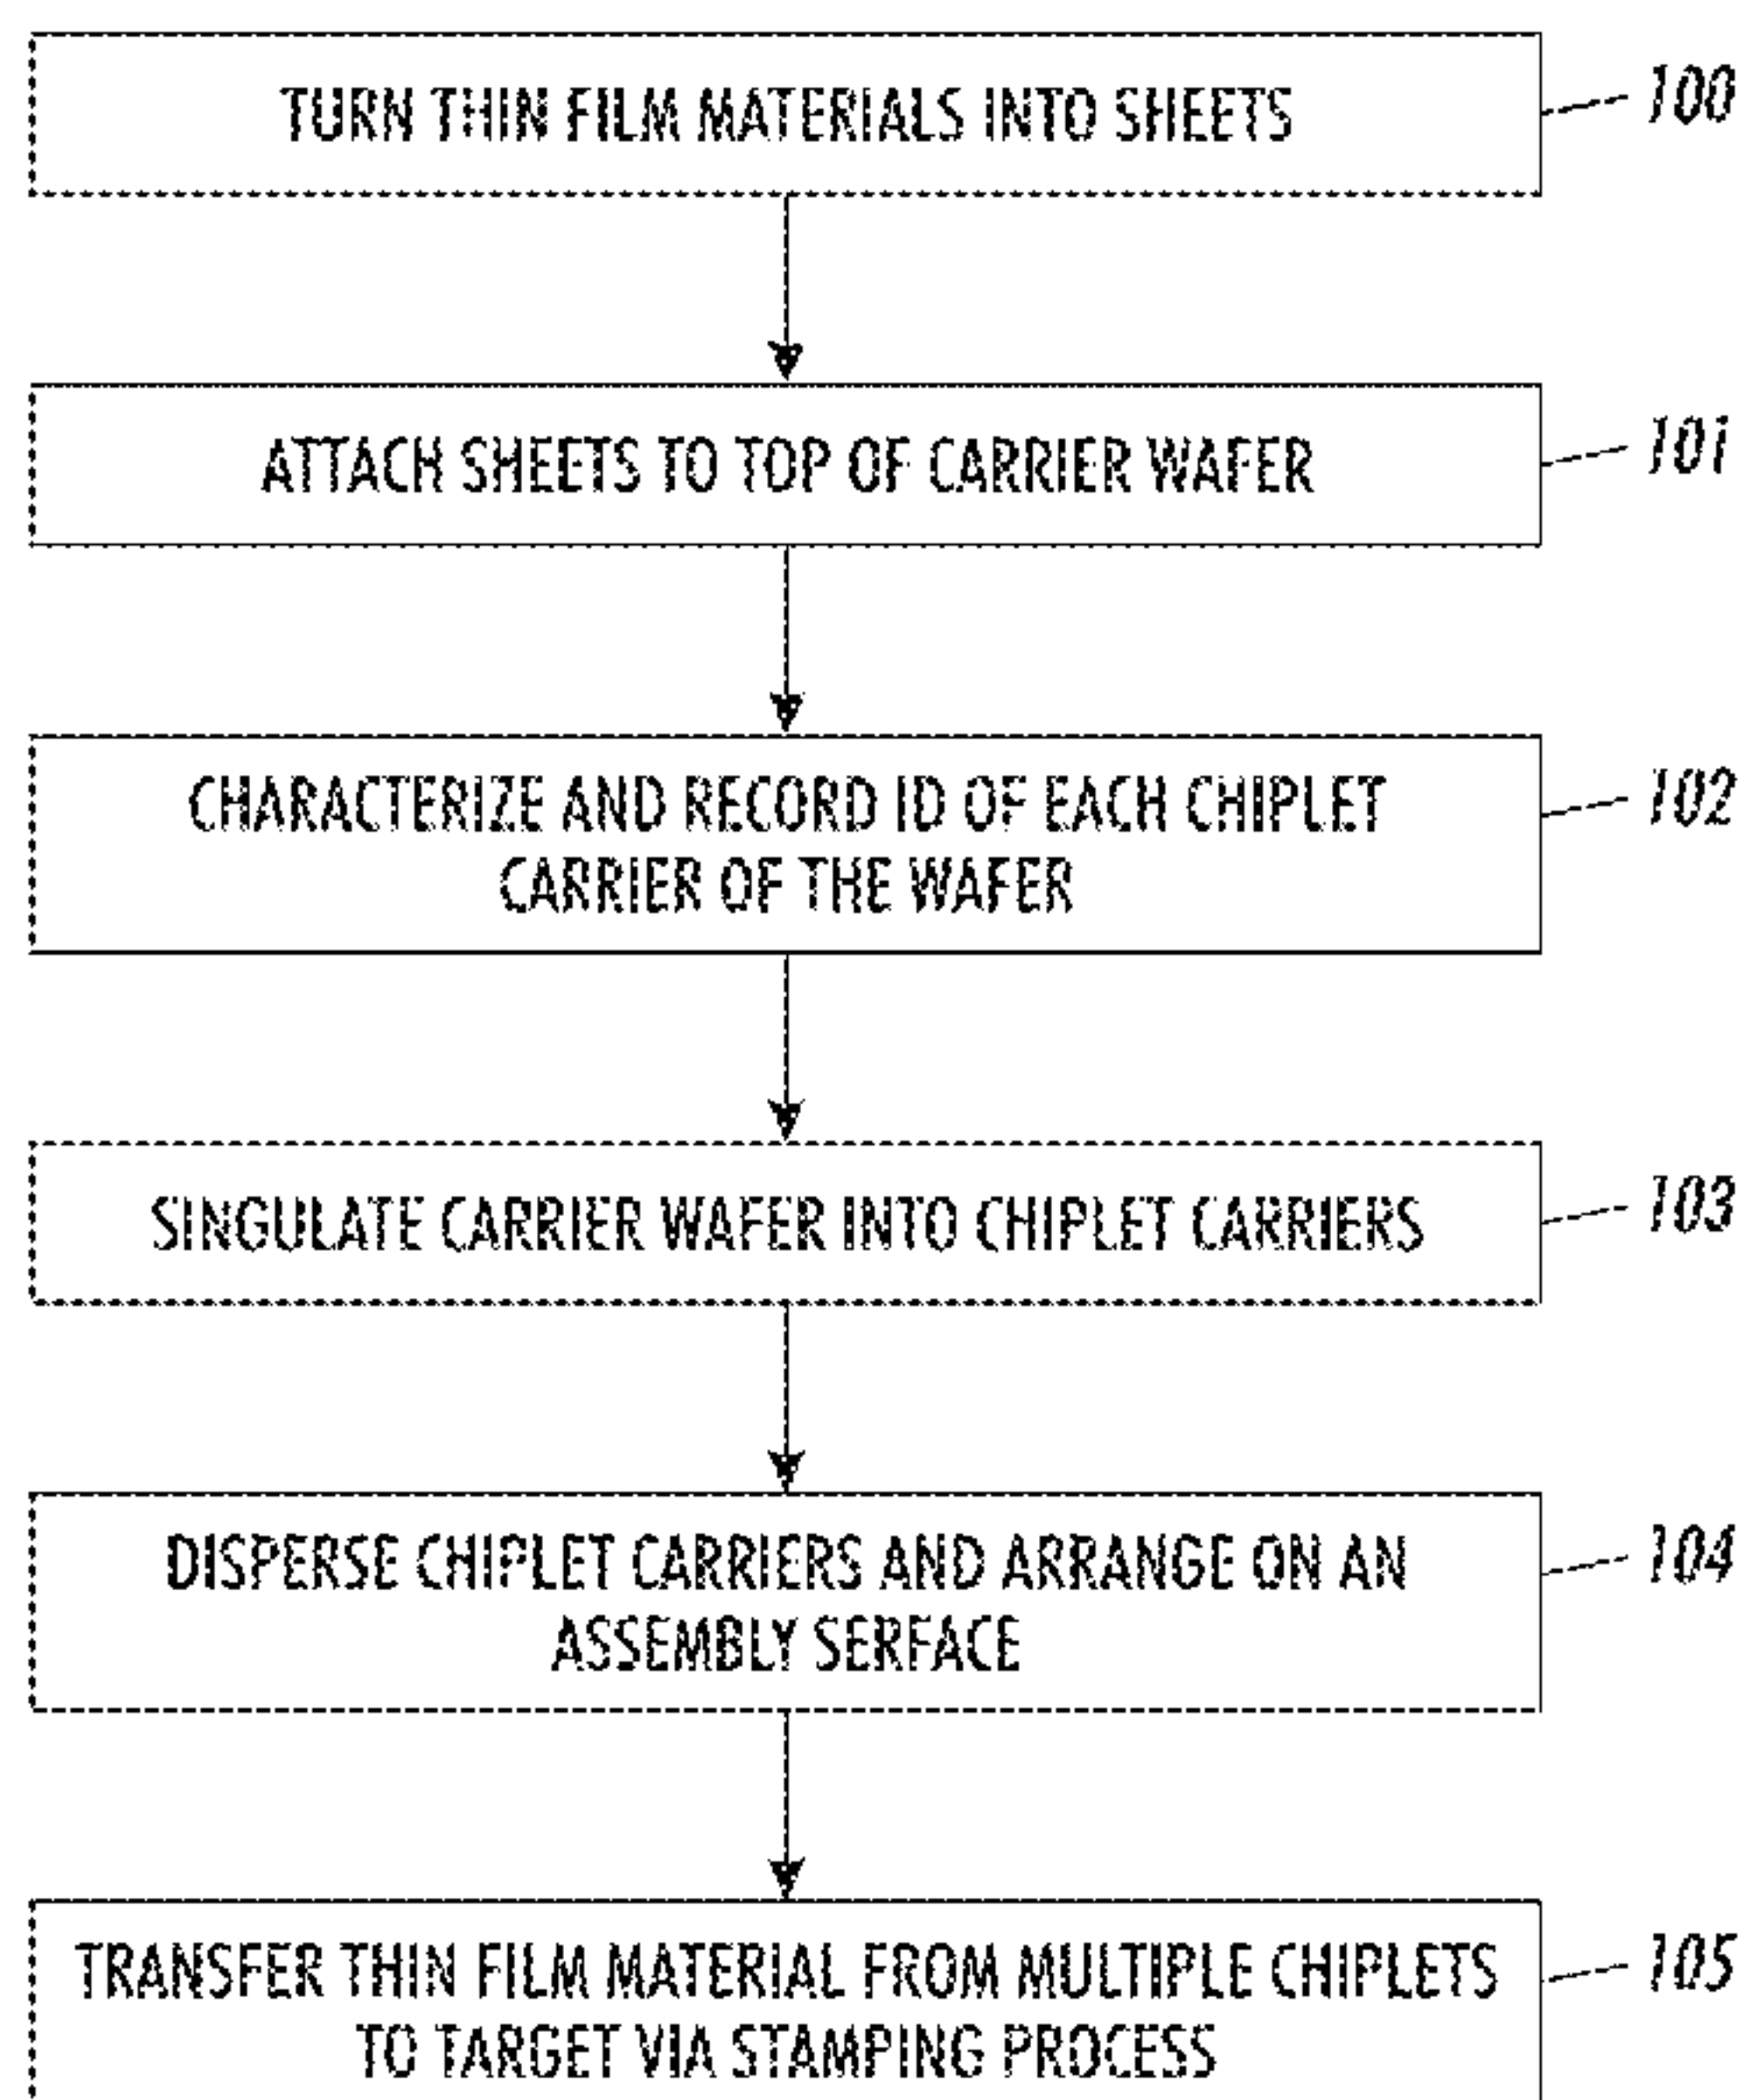 TURN THIN FILM MATERIALS INTO SHEETS
100
ATTACH SHEETS TO TOP OF CARRIER WAFER
101
CHARACTERIZE AND RECORD ID OF EACH CHIPLET
CARRIER OF THE WAFER
102
SINGULATE CARRIER WAFER INTO CHIPLET CARRIERS
103
DISPERSE CHIPLET CARRIERS AND ARRANGE ON AN
ASSEMBLY SERFACE
104
TRANSFER THIN FILM MATERIAL FROM MULTIPLE CHIPLETS
TO TARGET VIA STAMPING PROCESS
105